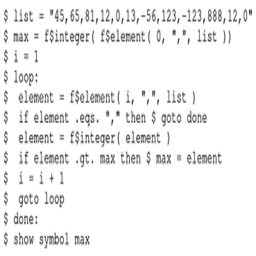 $ list = "45,65,81,12,0,13,-56,123,-123,888,12,0"
$ max = f$integer( f$element( 0, ",", list ))
$ i = 1
$ loop:
$  element = f$element( i, ",", list )
$  if element .eqs. "," then $ goto done
$  element = f$integer( element )
$  if element .gt. max then $ max = element
$  i = i + 1
$  goto loop
$ done:
$ show symbol max